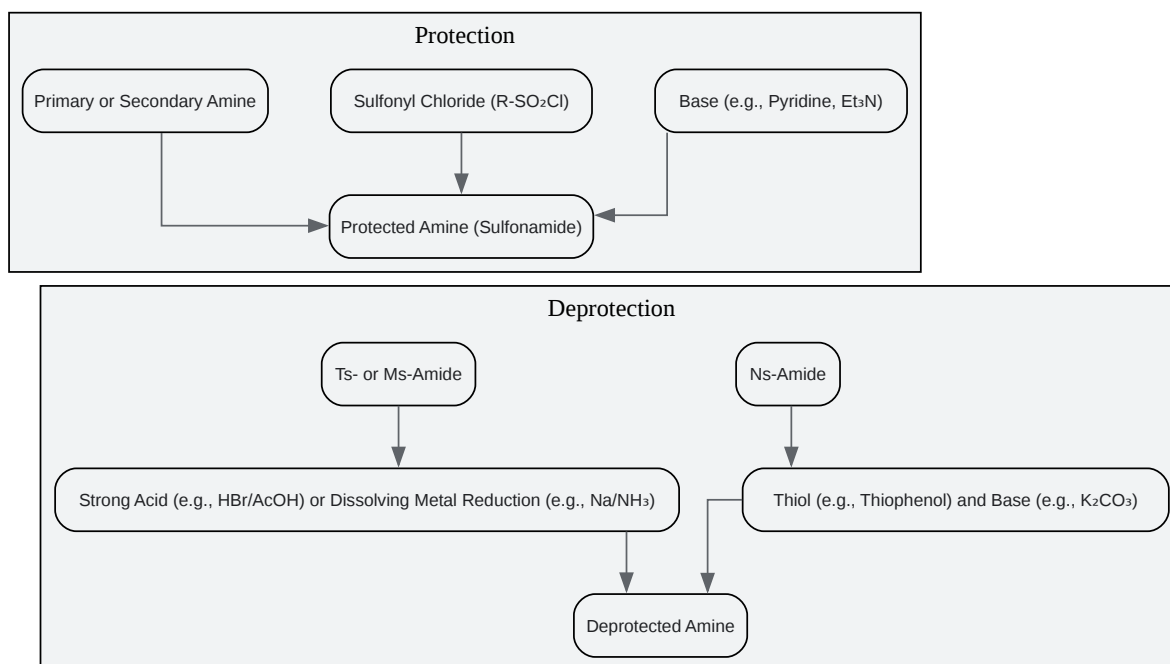 Protection
Primary or Secondary Amine
Sulfonyl Chloride (R-SO₂Cl)
Base (e.g., Pyridine, Et₃N)
Protected Amine (Sulfonamide)
Deprotection
Ts- or Ms-Amide
Ns-Amide
Strong Acid (e.g., HBr/AcOH) or Dissolving Metal Reduction (e.g., Na/NH₃)
Thiol (e.g., Thiophenol) and Base (e.g., K₂CO₃)
Deprotected Amine